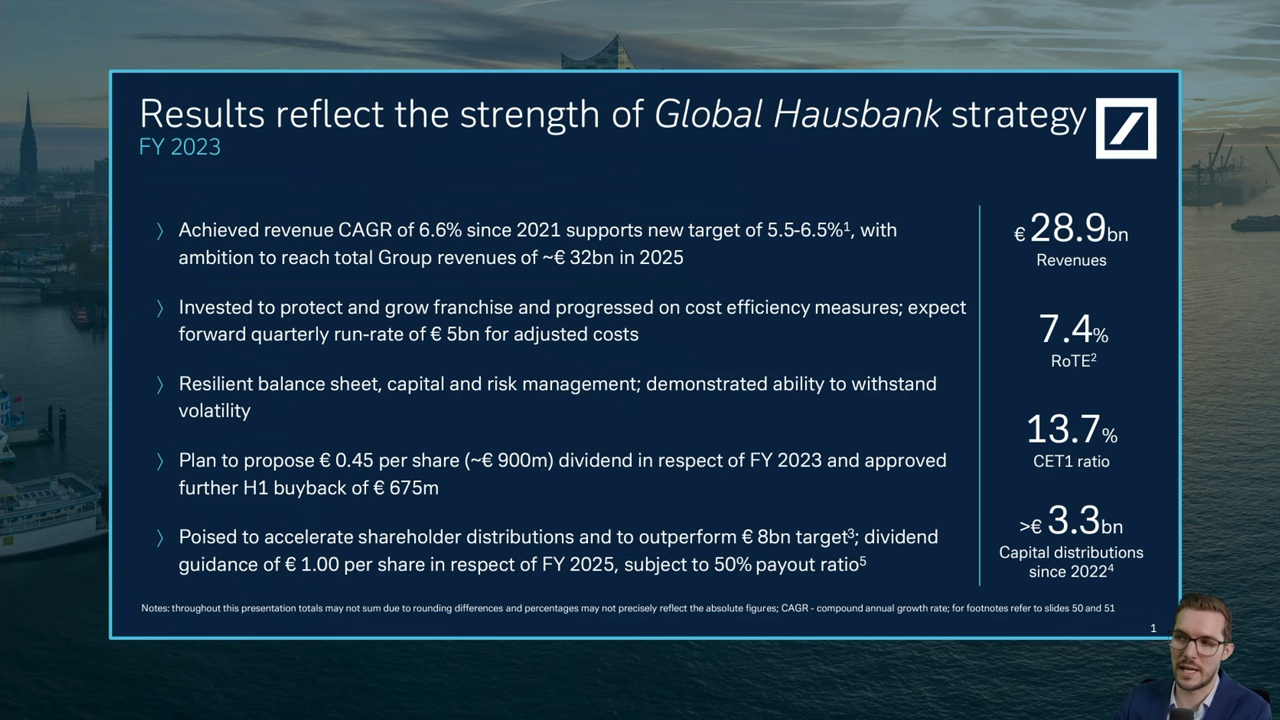 Results reflect the strength of Global Hausbank strategy
FY 2023
〉 Achieved revenue CAGR of 6.6% since 2021 supports new target of 5.5-6.5%¹, with
ambition to reach total Group revenues of ~€ 32bn in 2025
〉 Invested to protect and grow franchise and progressed on cost efficiency measures; expect
forward quarterly run-rate of € 5bn for adjusted costs
〉 Resilient balance sheet, capital and risk management; demonstrated ability to withstand
volatility
〉 Plan to propose € 0.45 per share (~€ 900m) dividend in respect of FY 2023 and approved
further H1 buyback of € 675m
〉 Poised to accelerate shareholder distributions and to outperform € 8bn target³; dividend
guidance of € 1.00 per share in respect of FY 2025, subject to 50% payout ratio⁵
€ 28.9bn
Revenues
7.4%
RoTE²
13.7%
CET1 ratio
>€ 3.3bn
Capital distributions
since 2022⁴
Notes: throughout this presentation totals may not sum due to rounding differences and percentages may not precisely reflect the absolute figures; CAGR - compound annual growth rate; for footnotes refer to slides 50 and 51
1